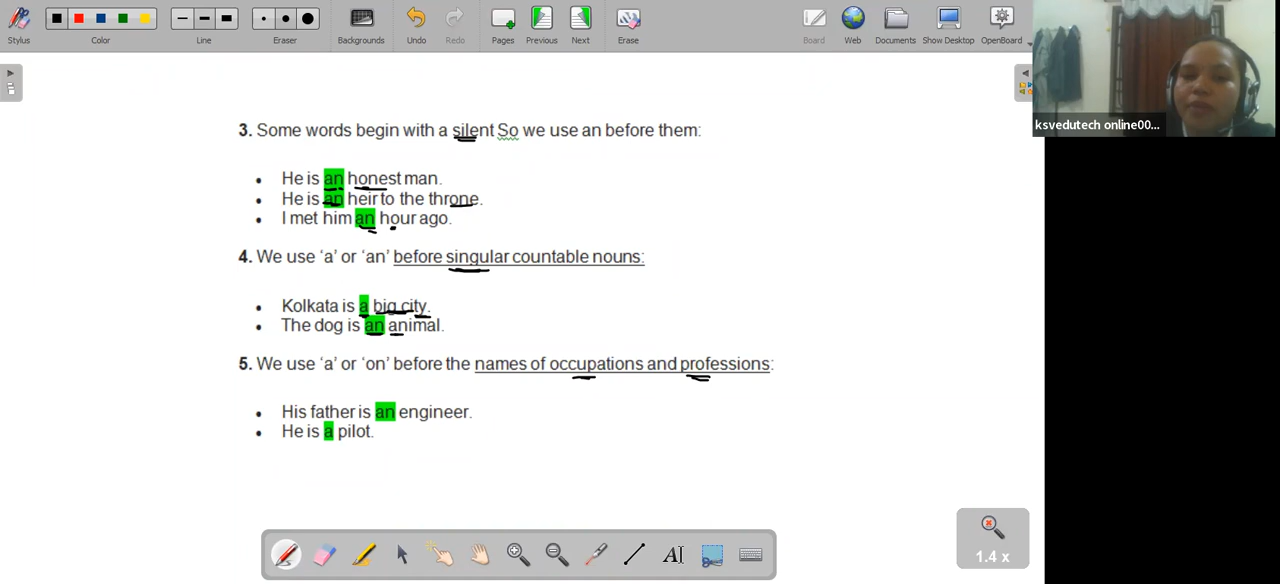 Stylus
Color
Line
Eraser
Backgrounds
Undo
Redo
Pages
Previous
Next
Erase
Board
Web
Documents
Show Desktop
OpenBoard
ksvedutech online00...
3. Some words begin with a silent So we use an before them:
• He is an honest man.
• He is an heir to the throne.
• I met him an hour ago.
4. We use ‘a’ or ‘an’ before singular countable nouns:
• Kolkata is a big city.
• The dog is an animal.
5. We use ‘a’ or ‘on’ before the names of occupations and professions:
• His father is an engineer.
• He is a pilot.
1.4 x